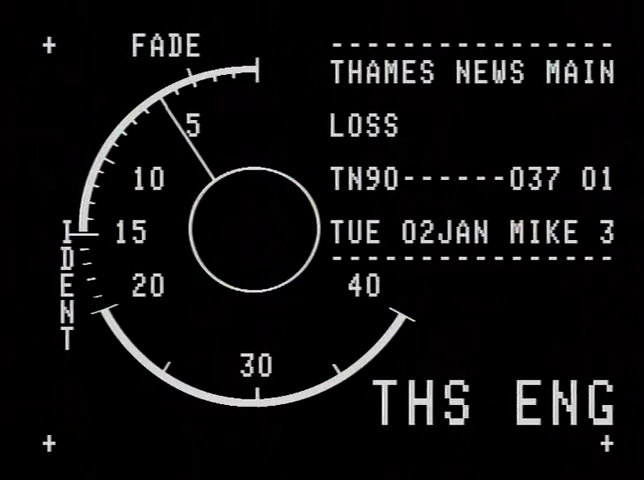 FADE
5
10
15
20
30
40
IDENT
THAMES NEWS MAIN
LOSS
TN90------037 01
TUE 02JAN MIKE 3
THS ENG